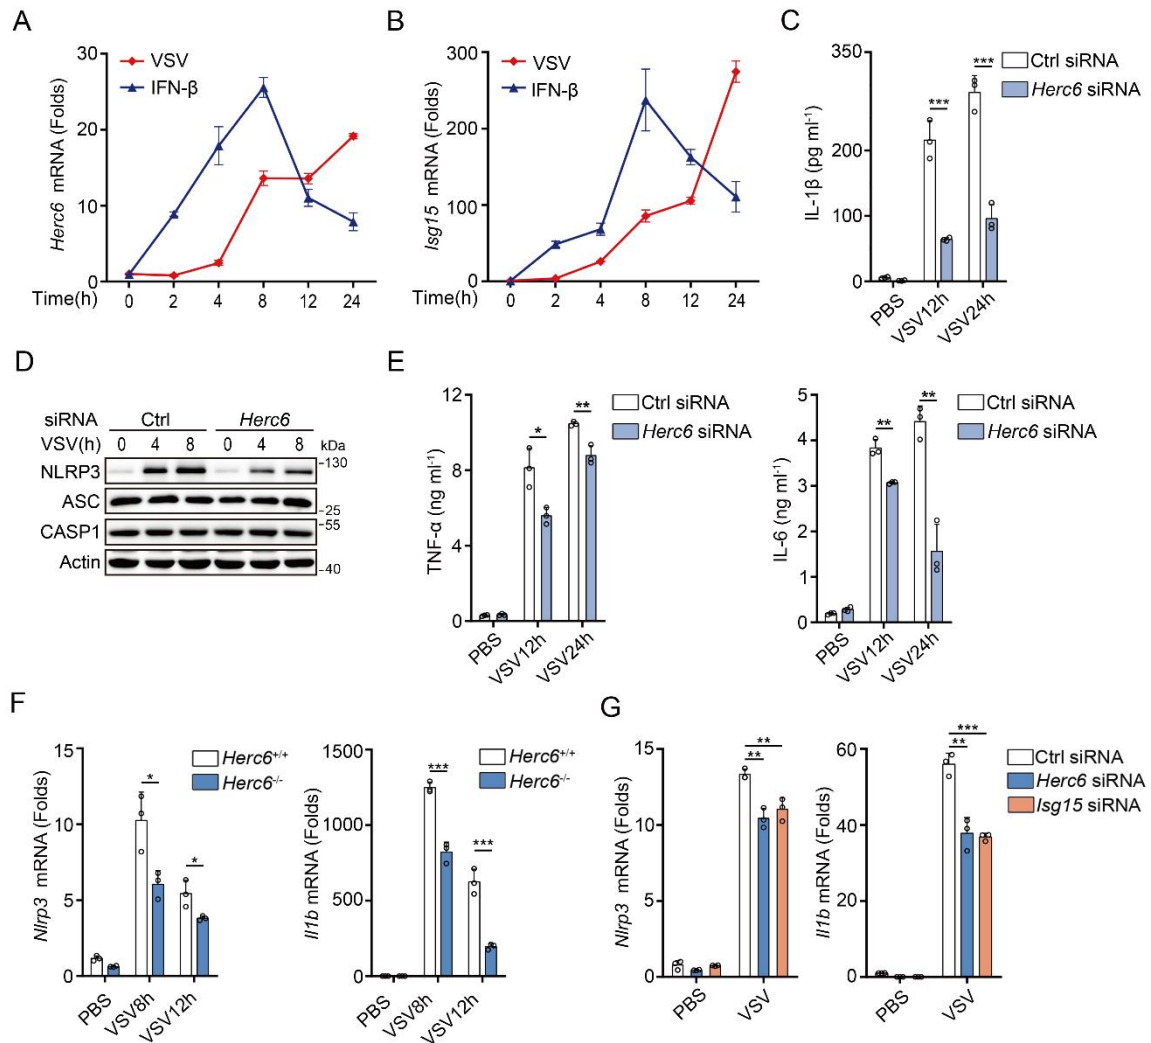 A
Herc6 mRNA (Folds)
30
20
10
0
VSV
IFN-β
Time(h)
0 2 4 8 12 24
B
Isg15 mRNA (Folds)
300
200
100
0
VSV
IFN-β
Time(h)
0 2 4 8 12 24
C
IL-1β (pg ml-1)
350
200
100
0
*** ***
Ctrl siRNA
Herc6 siRNA
PBS VSV12h VSV24h
D
siRNA Ctrl Herc6
VSV(h) 0 4 8 0 4 8 kDa
NLRP3 -130
ASC -25
CASP1 -55
Actin -40
E
TNF-α (ng ml-1)
12
8
4
0
* **
Ctrl siRNA
Herc6 siRNA
PBS VSV12h VSV24h
IL-6 (ng ml-1)
5
4
3
2
1
0
** **
Ctrl siRNA
Herc6 siRNA
PBS VSV12h VSV24h
F
Nlrp3 mRNA (Folds)
15
10
5
0
* *
Herc6+/+
Herc6-/-
PBS VSV8h VSV12h
Il1b mRNA (Folds)
1500
1000
500
0
*** ***
Herc6+/+
Herc6-/-
PBS VSV8h VSV12h
G
Nlrp3 mRNA (Folds)
15
10
5
0
**
**
PBS VSV
Il1b mRNA (Folds)
60
40
20
0
***
**
PBS VSV
Ctrl siRNA
Herc6 siRNA
Isg15 siRNA